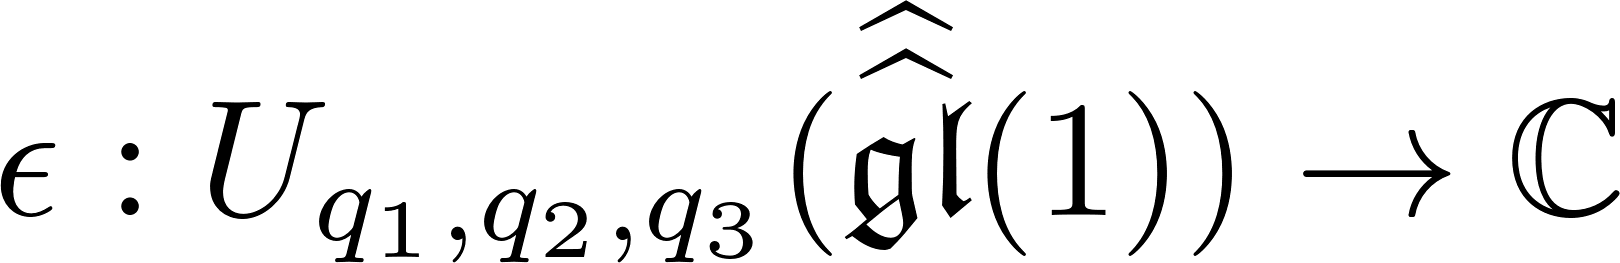 ϵ : U_{q_1,q_2,q_3}(\widehat{\widehat{\mathfrak{gl}}}(1)) → ℂ